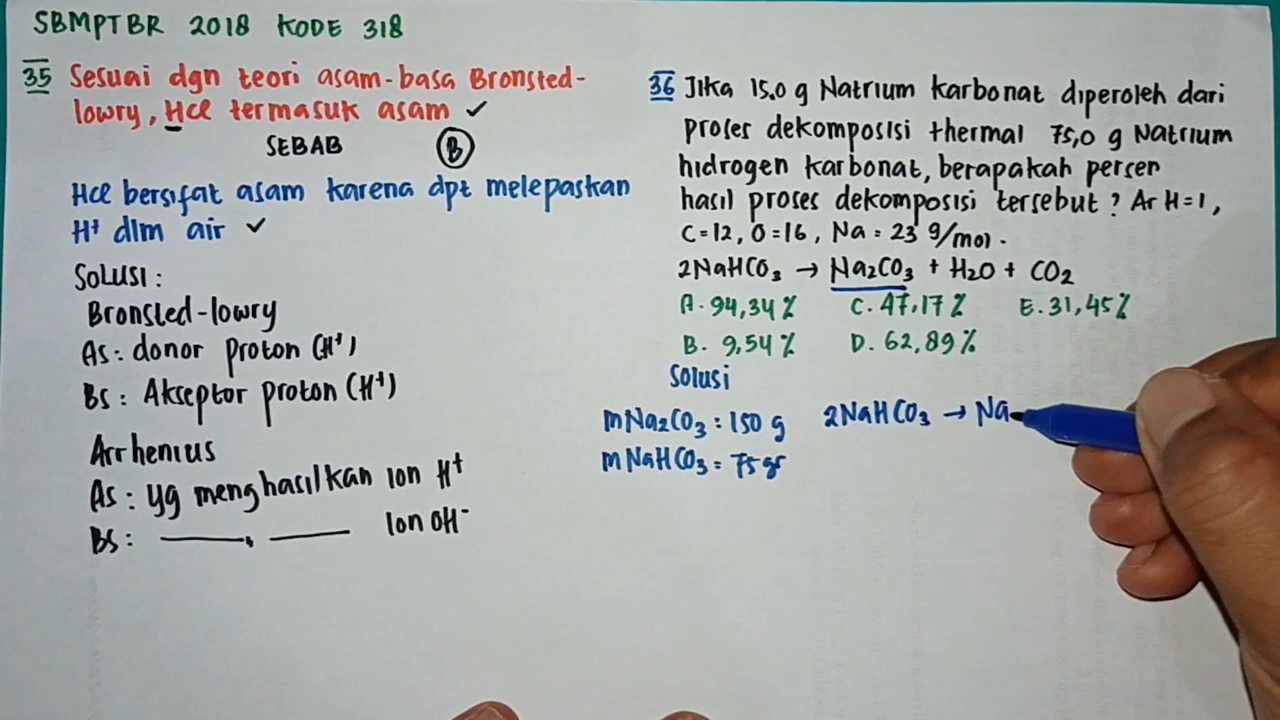 SBMPTBR 2018 KODE 318
35 Sesuai dgn teori asam-basa Bronsted-
lowry, HCl termasuk asam ✓
SEBAB B
HCl bersifat asam karena dpt melepaskan
H⁺ dlm air ✓
SOLUSI:
Bronsted-lowry
As: donor proton (H⁺)
Bs: Akseptor proton (H⁺)
Arrhenius
As: yg menghasilkan Ion H⁺
Bs: —— , —— Ion OH⁻
36 Jika 15,0 g Natrium karbonat diperoleh dari
proses dekomposisi thermal 75,0 g Natrium
hidrogen karbonat, berapakah persen
hasil proses dekomposisi tersebut? Ar H=1,
C=12, O=16, Na=23 g/mol.
2NaHCO₃ → Na₂CO₃ + H₂O + CO₂
A. 94,34% C. 47,17% E. 31,45%
B. 9,54% D. 62,89%
Solusi
mNa₂CO₃ : 150 g 2NaHCO₃ → Na
mNaHCO₃ = 75 gr